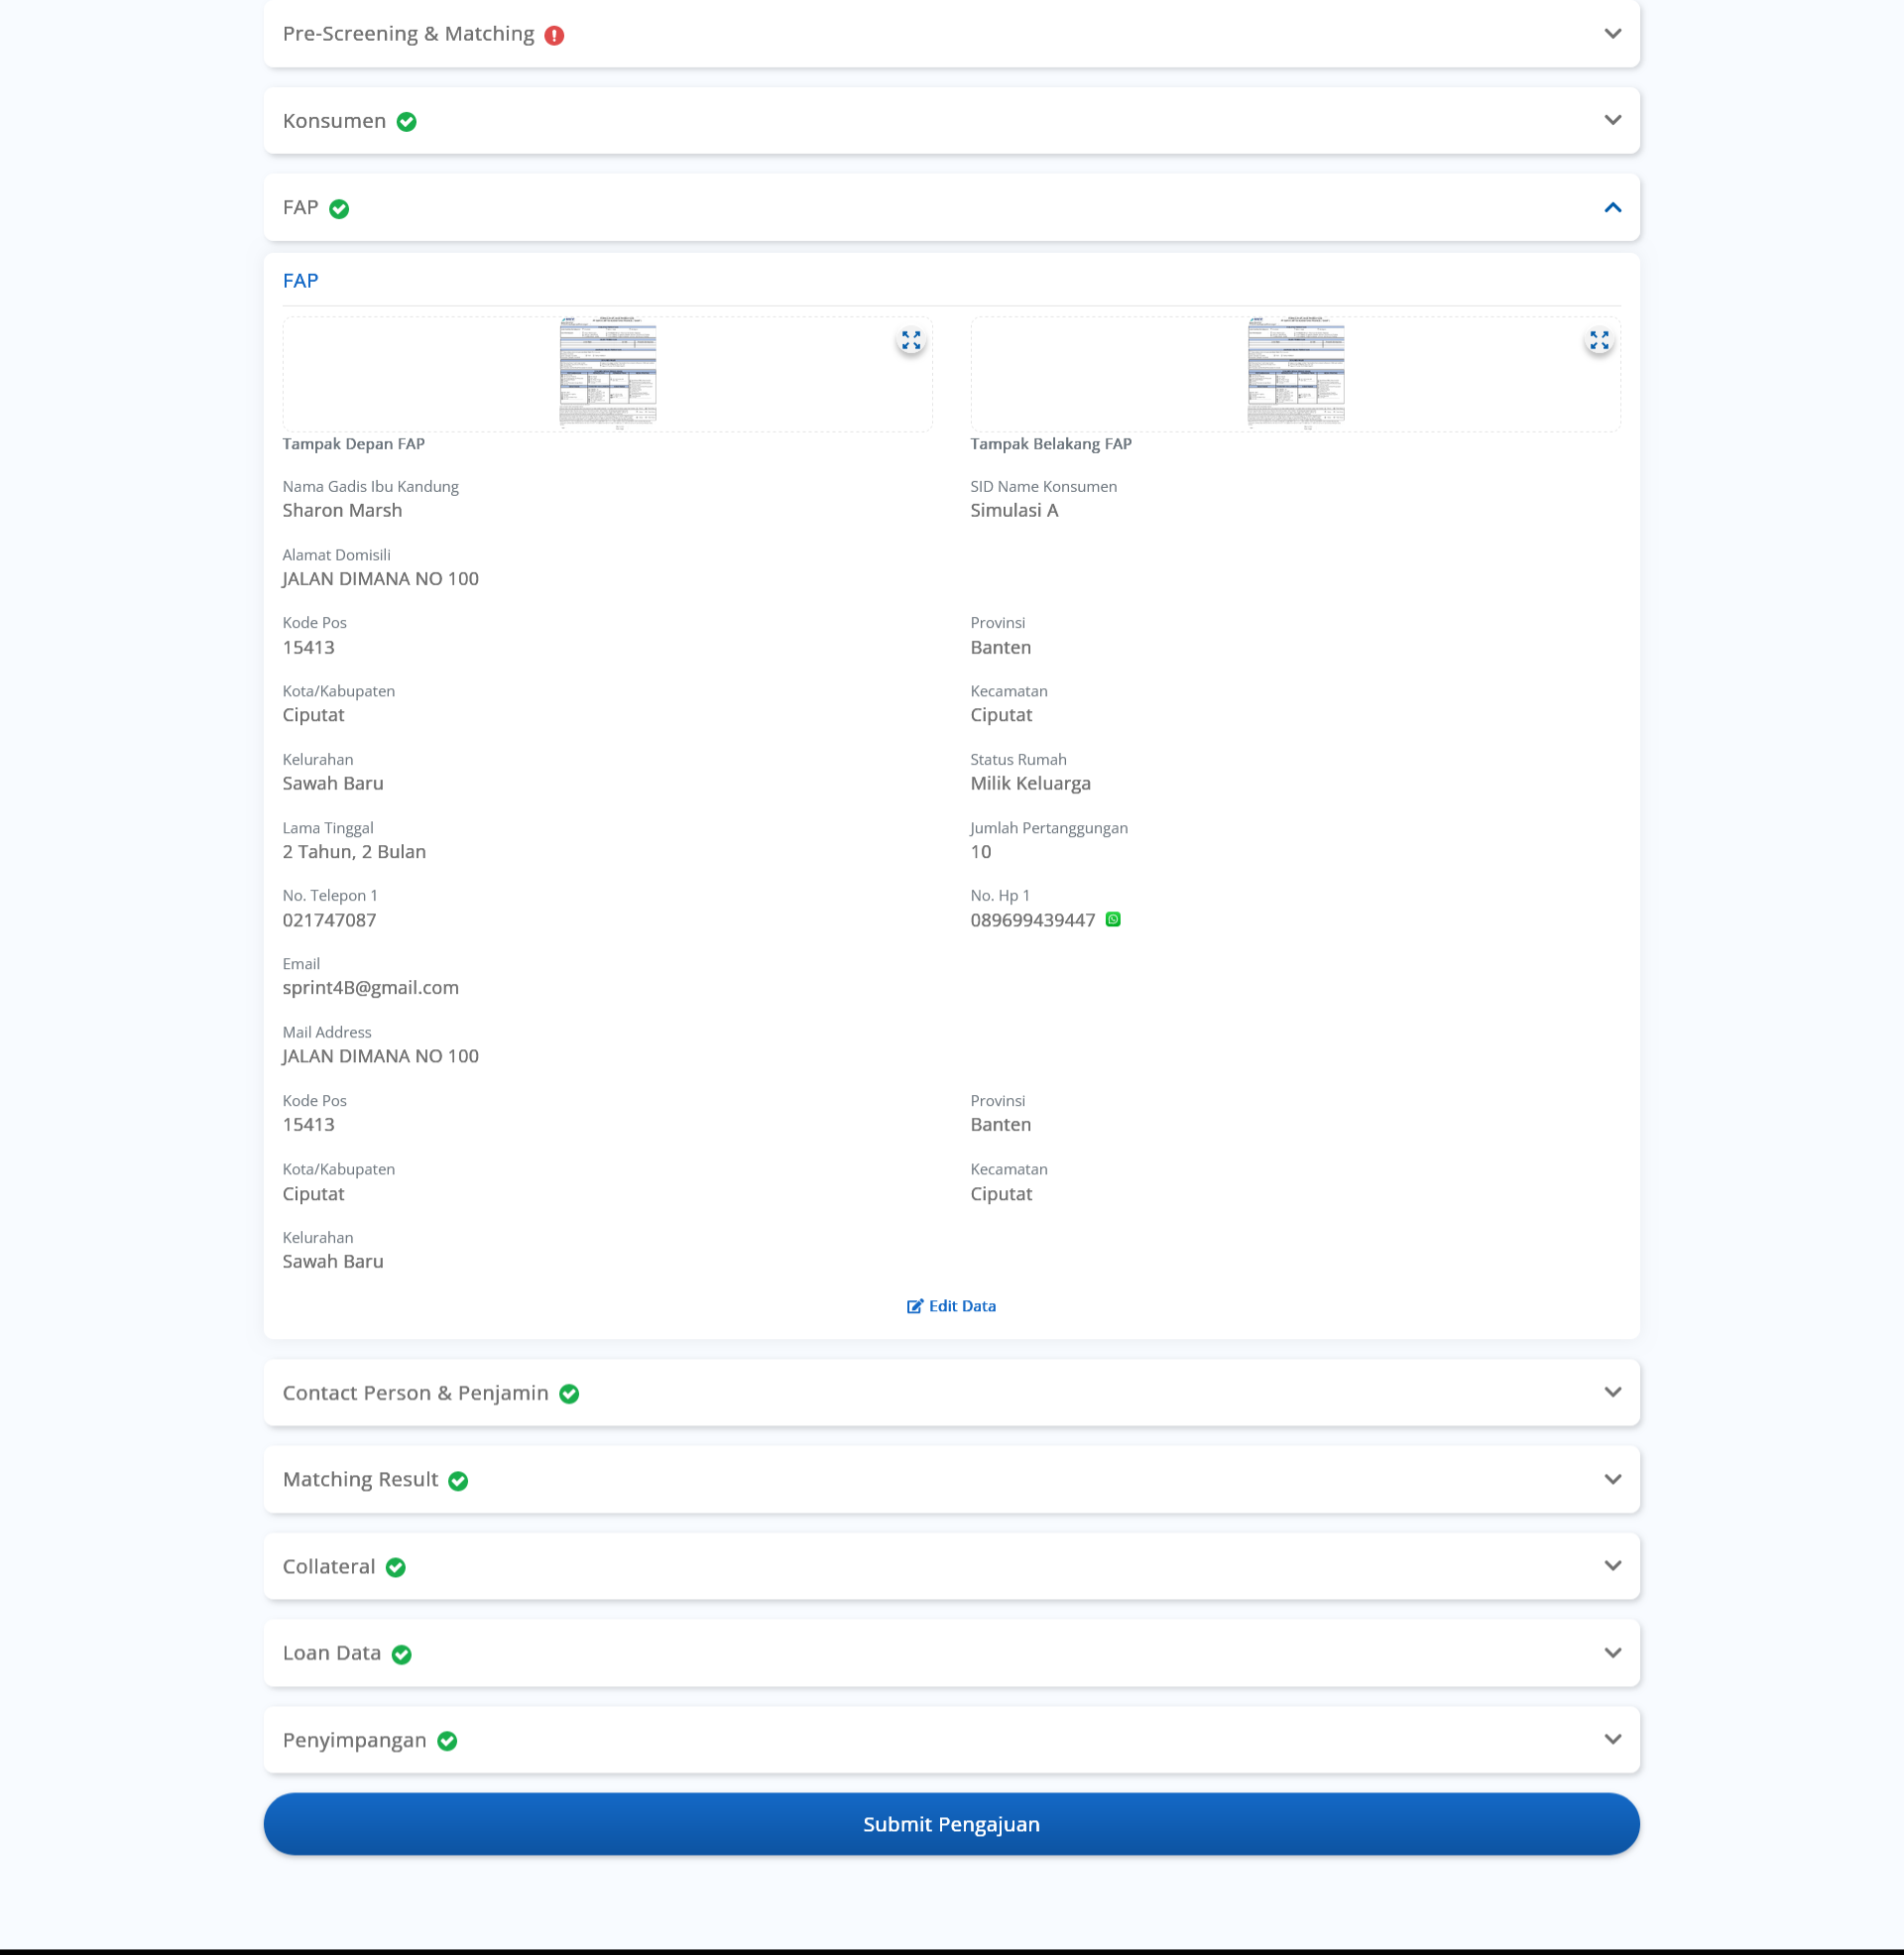 Pre-Screening & Matching
Konsumen
FAP
FAP
Tampak Depan FAP
Tampak Belakang FAP
Nama Gadis Ibu Kandung
Sharon Marsh
SID Name Konsumen
Simulasi A
Alamat Domisili
JALAN DIMANA NO 100
Kode Pos
15413
Provinsi
Banten
Kota/Kabupaten
Ciputat
Kecamatan
Ciputat
Kelurahan
Sawah Baru
Status Rumah
Milik Keluarga
Lama Tinggal
2 Tahun, 2 Bulan
Jumlah Pertanggungan
10
No. Telepon 1
021747087
No. Hp 1
089699439447
Email
sprint4B@gmail.com
Mail Address
JALAN DIMANA NO 100
Kode Pos
15413
Provinsi
Banten
Kota/Kabupaten
Ciputat
Kecamatan
Ciputat
Kelurahan
Sawah Baru
Edit Data
Contact Person & Penjamin
Matching Result
Collateral
Loan Data
Penyimpangan
Submit Pengajuan